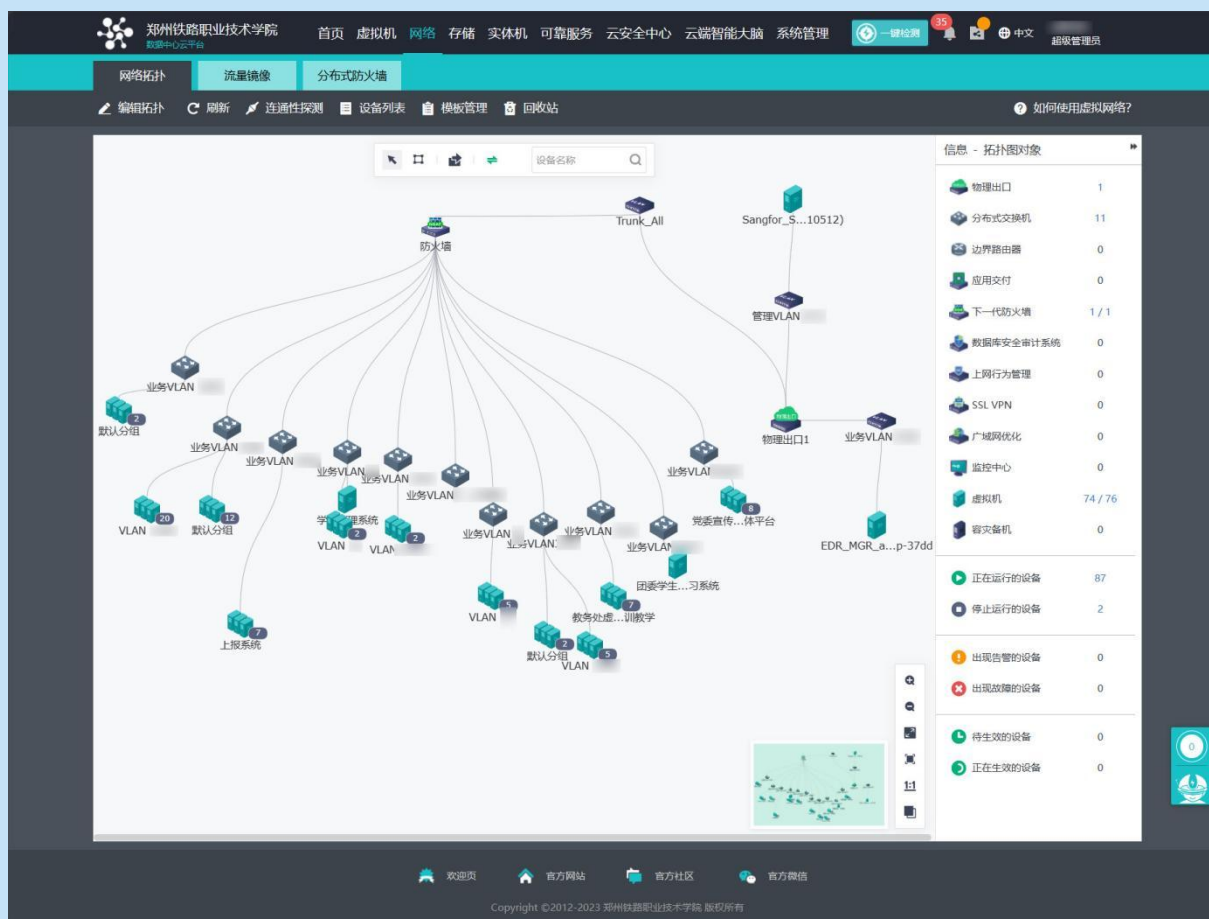 郑州铁路职业技术学院
数据中心云平台
首页 虚拟机 网络 存储 实体机 可靠服务 云安全中心 云端智能大脑 系统管理
一键检测
35
中文
超级管理员
网络拓扑 流量镜像 分布式防火墙
编辑拓扑 刷新 连通性探测 设备列表 模板管理 回收站
如何使用虚拟网络?
设备名称
Trunk_All
Sangfor_S...10512)
防火墙
管理VLAN
物理出口1
业务VLAN
EDR_MGR_a...p-37dd
业务VLAN
2
默认分组
业务VLAN
业务VLAN
业务VLAN
业务VLAN
业务VLAN
业务VLAN
业务VLAN
业务VLAN
业务VLAN
业务VLAN
20
VLAN
12
默认分组
理系统
2
VLAN
2
VLAN
8
党委宣传...体平台
团委学生...习系统
5
VLAN
7
教务处虚...训教学
7
上报系统
2
默认分组
5
VLAN
1:1
信息 - 拓扑图对象
物理出口 1
分布式交换机 11
边界路由器 0
应用交付 0
下一代防火墙 1 / 1
数据库安全审计系统 0
上网行为管理 0
SSL VPN 0
广域网优化 0
监控中心 0
虚拟机 74 / 76
容灾备机 0
正在运行的设备 87
停止运行的设备 2
出现告警的设备 0
出现故障的设备 0
待生效的设备 0
正在生效的设备 0
0
欢迎页 官方网站 官方社区 官方微信
Copyright ©2012-2023 郑州铁路职业技术学院 版权所有